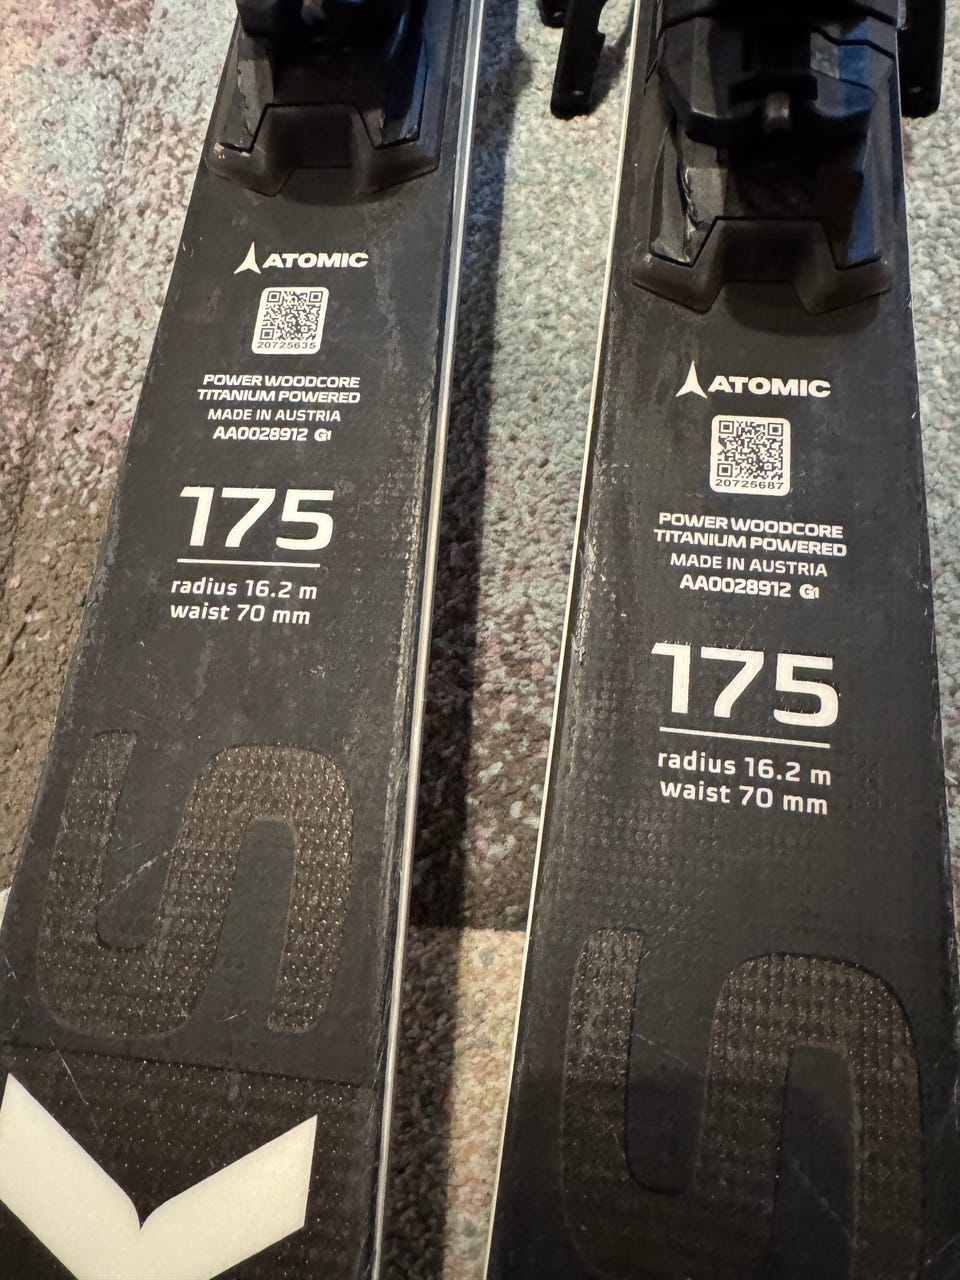 ATOMIC
20725635
POWER WOODCORE
TITANIUM POWERED
MADE IN AUSTRIA
AA0028912 G1
175
radius 16.2 m
waist 70 mm
S
ATOMIC
20725687
POWER WOODCORE
TITANIUM POWERED
MADE IN AUSTRIA
AA0028912 G1
175
radius 16.2 m
waist 70 mm
S